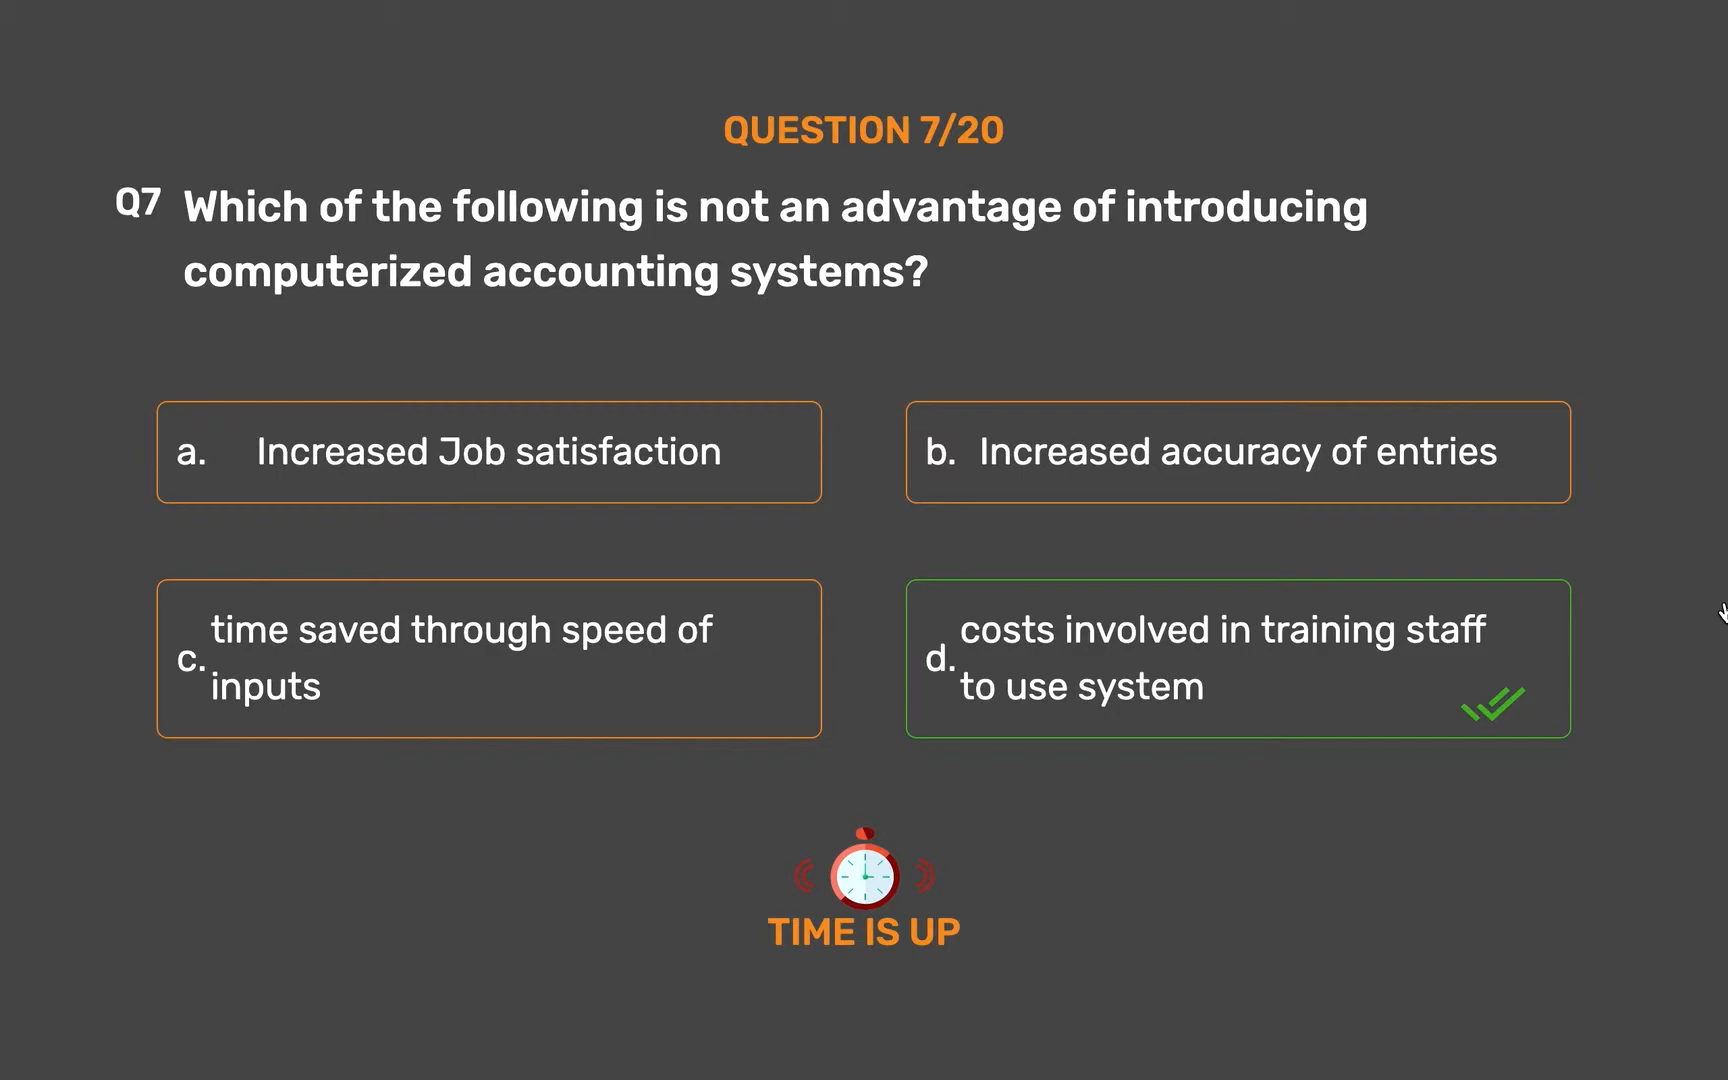 QUESTION 7/20
Q7 Which of the following is not an advantage of introducing
computerized accounting systems?
a. Increased Job satisfaction
b. Increased accuracy of entries
c. time saved through speed of
inputs
d. costs involved in training staff
to use system
TIME IS UP